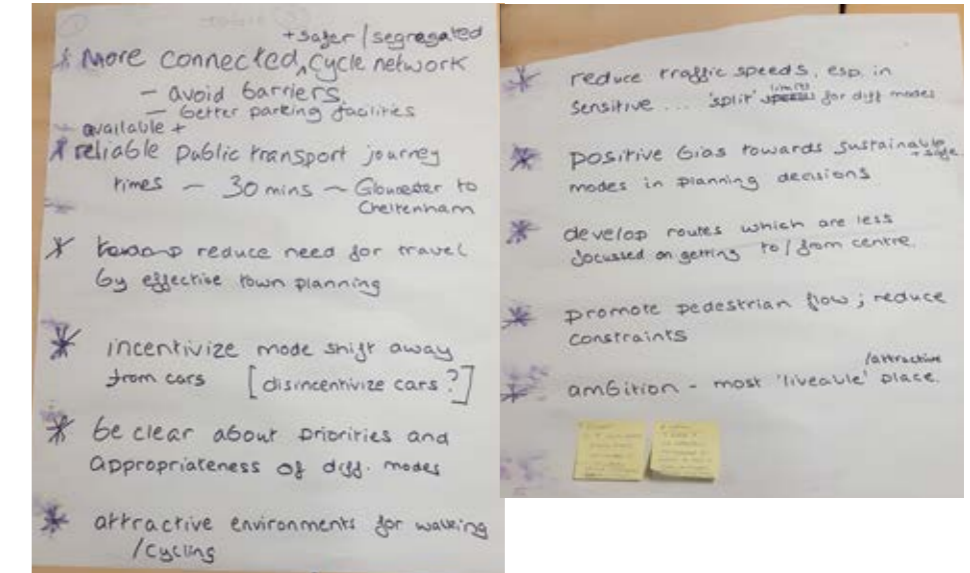 +safer/segregated
* More connected, cycle network
- avoid barriers
- better parking facilities
available +
* reliable public transport journey
times - 30 mins - Gloucester to
Cheltenham
* reduce need for travel
by effective town planning
* incentivize mode shift away
from cars [disincentivize cars?]
* be clear about priorities and
appropriateness of diff. modes
* attractive environments for walking
/cycling
* reduce traffic speeds, esp. in
limits
sensitive ... 'split' speeds for diff modes
* positive bias towards sustainable
+ safe
modes in planning decisions
* develop routes which are less
focussed on getting to/from centre.
* promote pedestrian flow; reduce
constraints
/attractive
* ambition - most 'liveable' place.